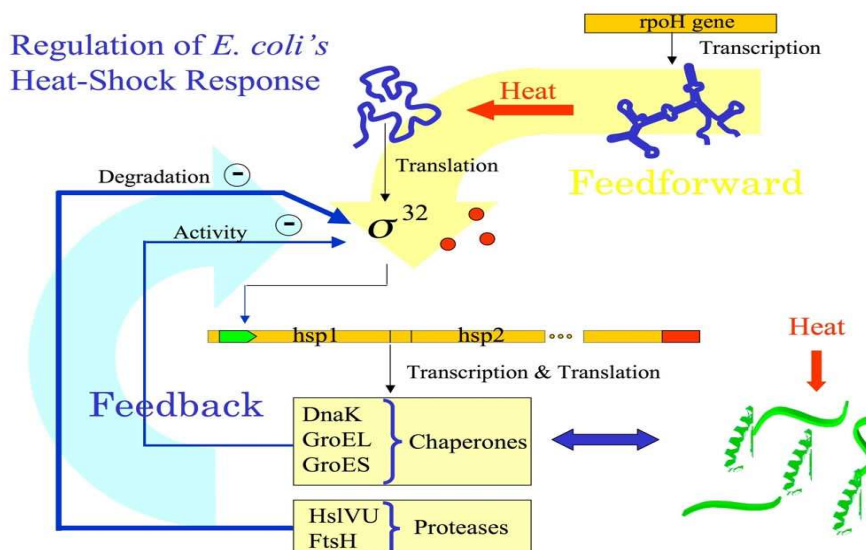 Regulation of E. coli's
Heat-Shock Response
rpoH gene
Transcription
Heat
Feedforward
Translation
Degradation
−
σ 32
Activity
−
hsp1
hsp2
Heat
Transcription & Translation
Feedback
DnaK
GroEL
GroES
Chaperones
HslVU
FtsH
Proteases